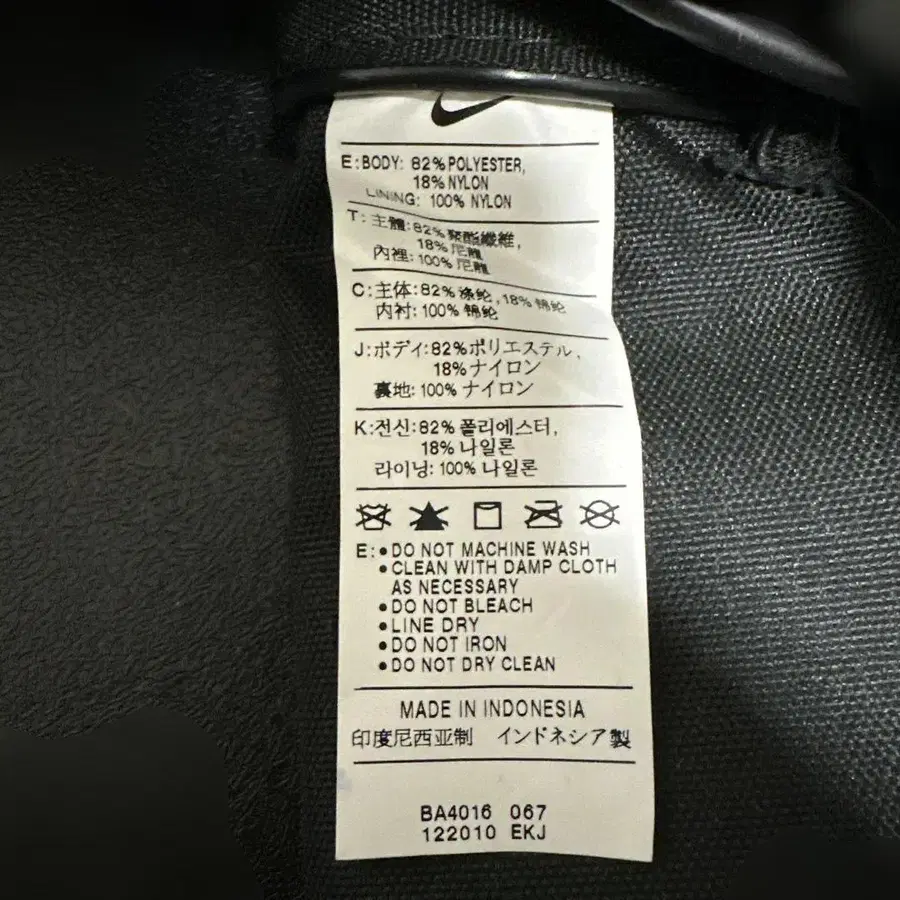 E:BODY: 82% POLYESTER,
18% NYLON
LINING: 100% NYLON
T:主體:82%聚酯纖維,
18%尼龍
內裡:100%尼龍
C:主体:82%涤纶,18%锦纶
内衬:100%锦纶
J:ボディ:82%ポリエステル,
18%ナイロン
裏地:100%ナイロン
K:전신:82%폴리에스터,
18%나일론
라이닝:100%나일론
E:•DO NOT MACHINE WASH
•CLEAN WITH DAMP CLOTH
AS NECESSARY
•DO NOT BLEACH
•LINE DRY
•DO NOT IRON
•DO NOT DRY CLEAN
MADE IN INDONESIA
印度尼西亚制 インドネシア製
BA4016 067
122010 EKJ